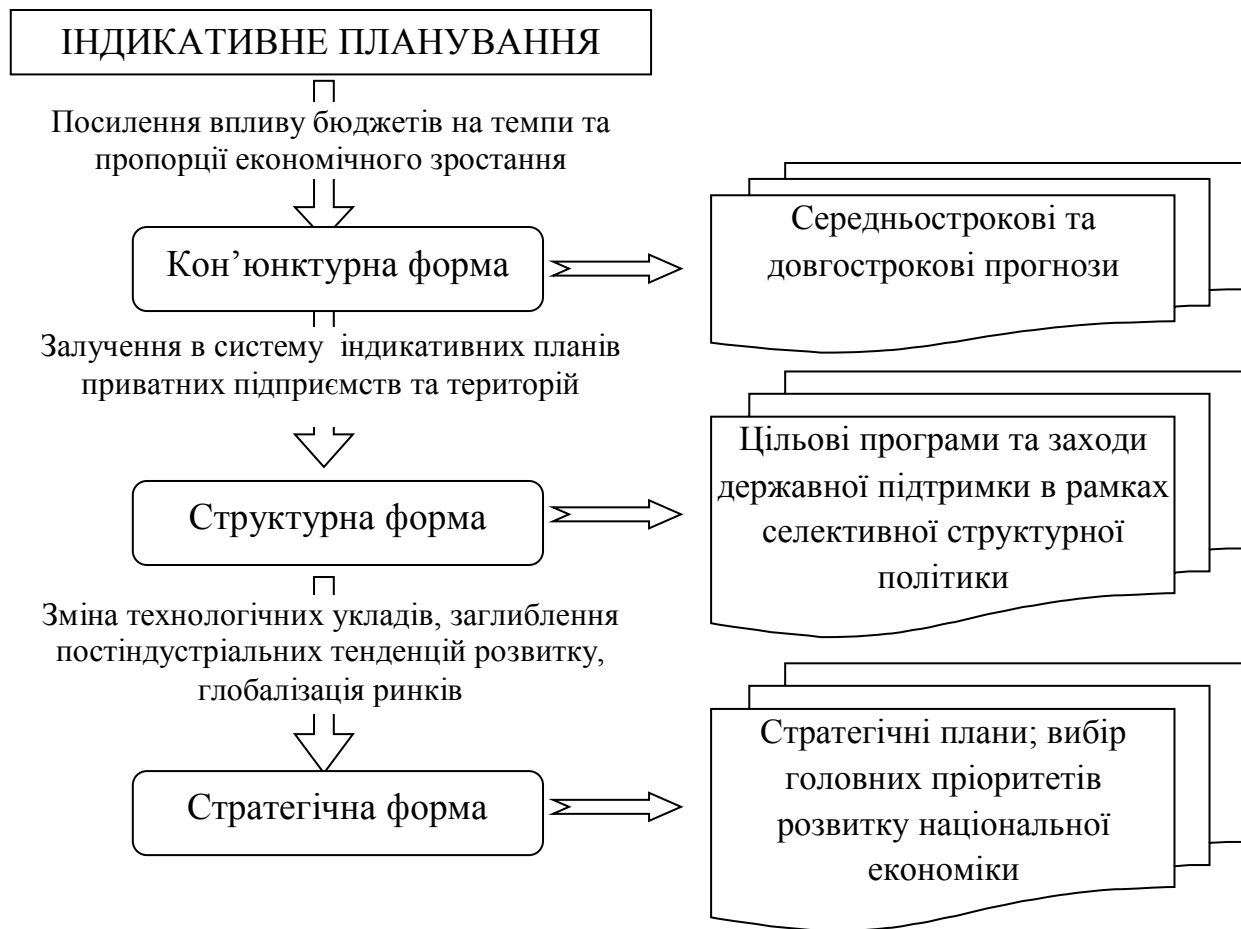 ІНДИКАТИВНЕ ПЛАНУВАННЯ
Посилення впливу бюджетів на темпи та
пропорції економічного зростання
Кон’юнктурна форма
Середньострокові та
довгострокові прогнози
Залучення в систему  індикативних планів
приватних підприємств та територій
Структурна форма
Цільові програми та заходи
державної підтримки в рамках
селективної структурної
політики
Зміна технологічних укладів, заглиблення
постіндустріальних тенденцій розвитку,
глобалізація ринків
Стратегічна форма
Стратегічні плани; вибір
головних пріоритетів
розвитку національної
економіки